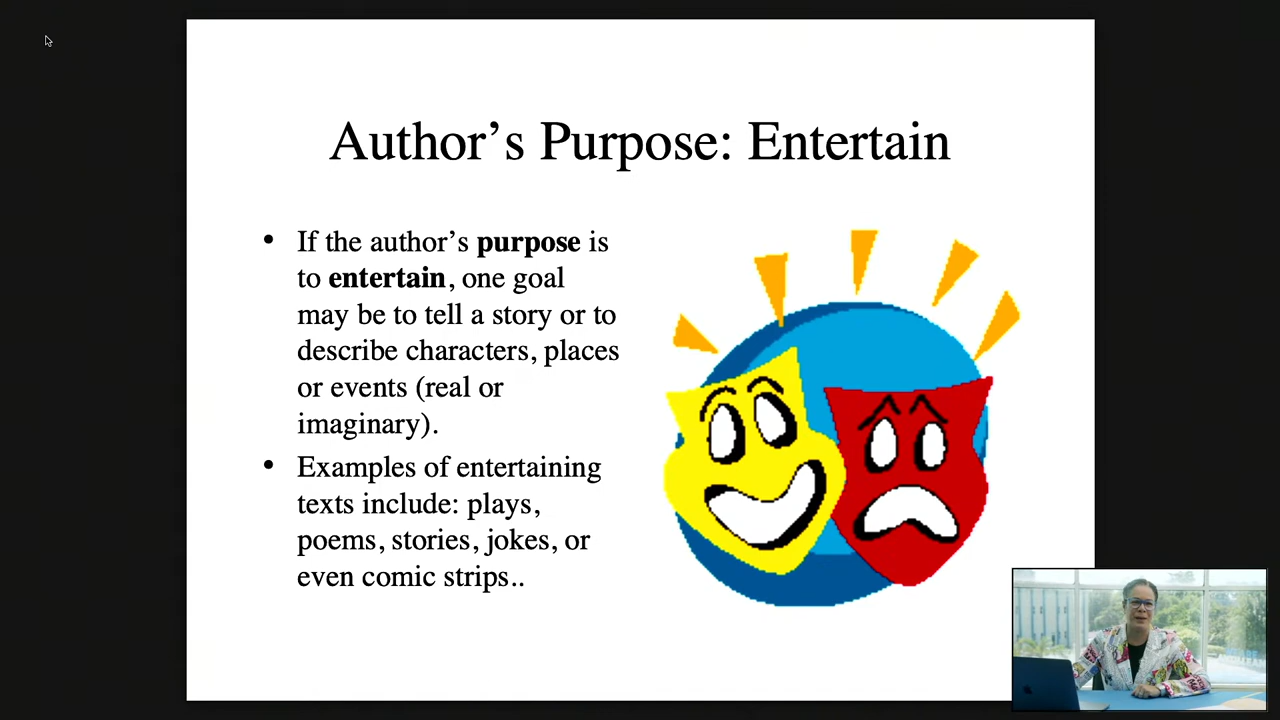 Author’s Purpose: Entertain
• If the author’s purpose is
to entertain, one goal
may be to tell a story or to
describe characters, places
or events (real or
imaginary).
• Examples of entertaining
texts include: plays,
poems, stories, jokes, or
even comic strips..